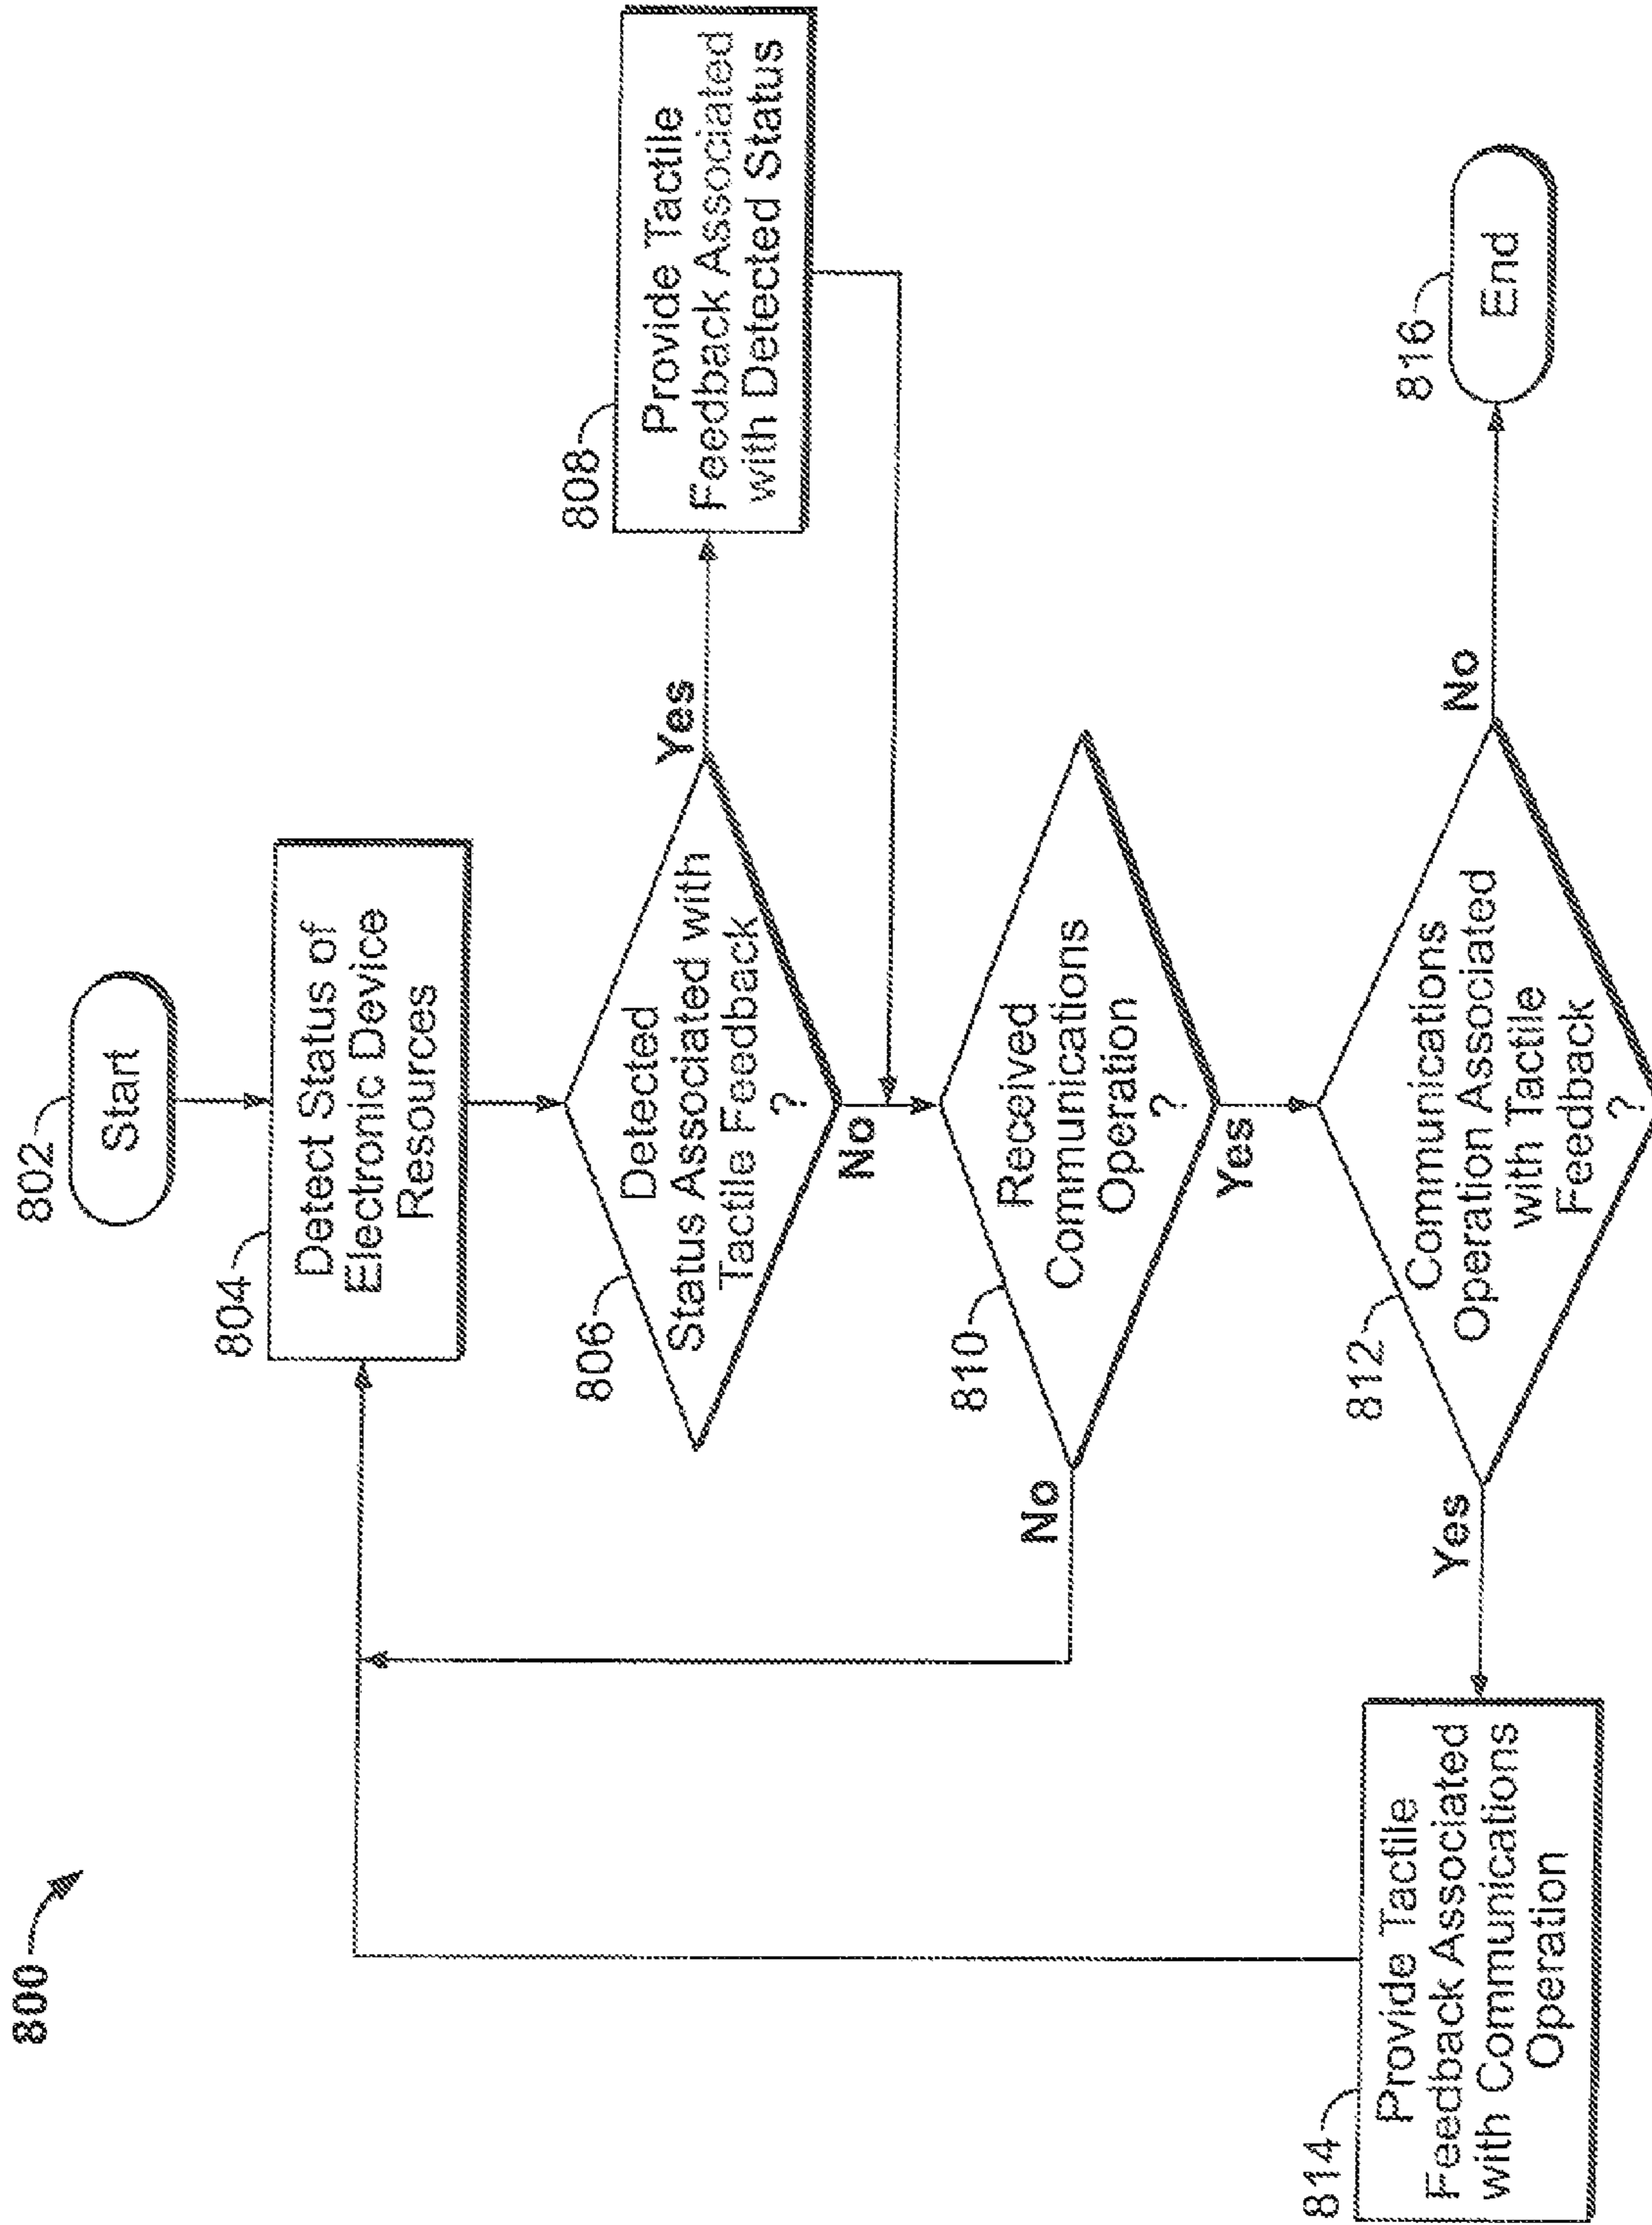 800
802
Start
804
Detect Status of
Electronic Device
Resources
806
Detected
Status Associated with
Tactile Feedback
?
Yes
No
808
Provide Tactile
Feedback Associated
with Detected Status
810
Received
Communications
Operation
?
No
Yes
812
Communications
Operation Associated
with Tactile
Feedback
?
Yes
No
814
Provide Tactile
Feedback Associated
with Communications
Operation
816
End